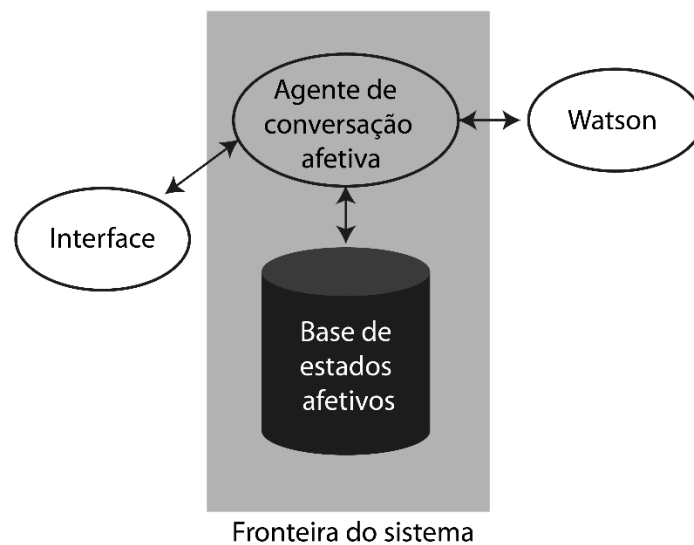 Agente de
conversação
afetiva
Watson
Interface
Base de
estados
afetivos
Fronteira do sistema